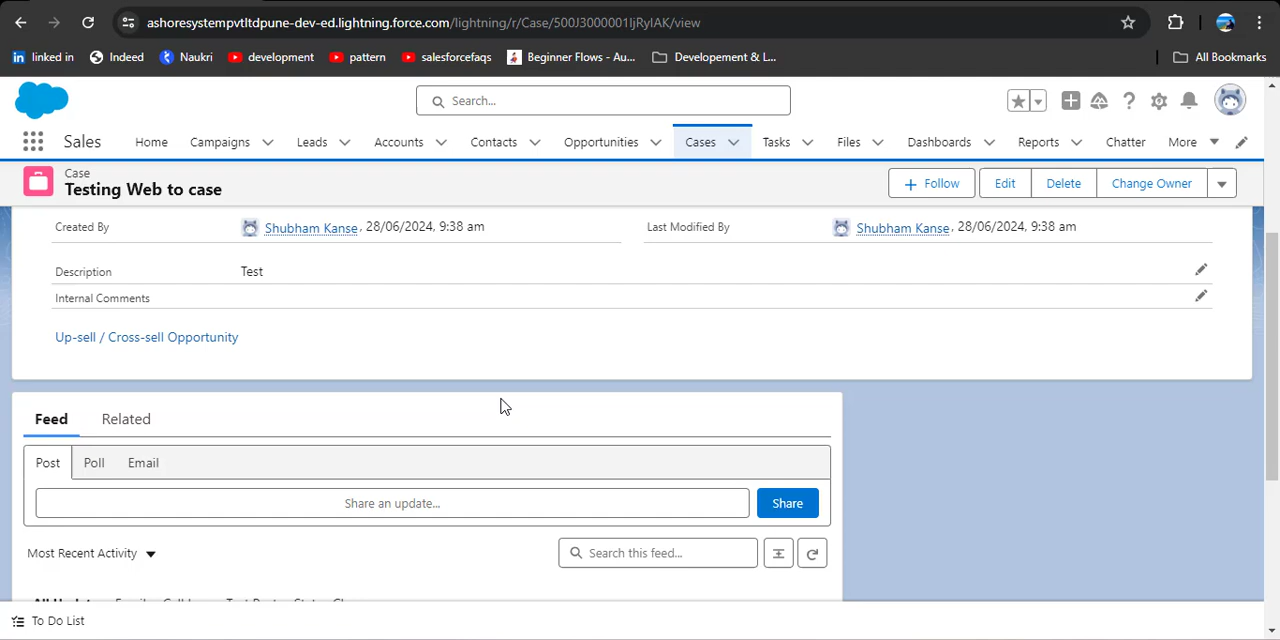 ashoresystempvtltdpune-dev-ed.lightning.force.com/lightning/r/Case/500J3000001IjRyIAK/view
linked in Indeed Naukri development pattern salesforcefaqs Beginner Flows - Au... Developement & L... All Bookmarks
Search...
Sales Home Campaigns Leads Accounts Contacts Opportunities Cases Tasks Files Dashboards Reports Chatter More
Case
Testing Web to case
+ Follow Edit Delete Change Owner
Created By Shubham Kanse, 28/06/2024, 9:38 am Last Modified By Shubham Kanse, 28/06/2024, 9:38 am
Description Test
Internal Comments
Up-sell / Cross-sell Opportunity
Feed Related
Post Poll Email
Share an update... Share
Most Recent Activity Search this feed...
To Do List